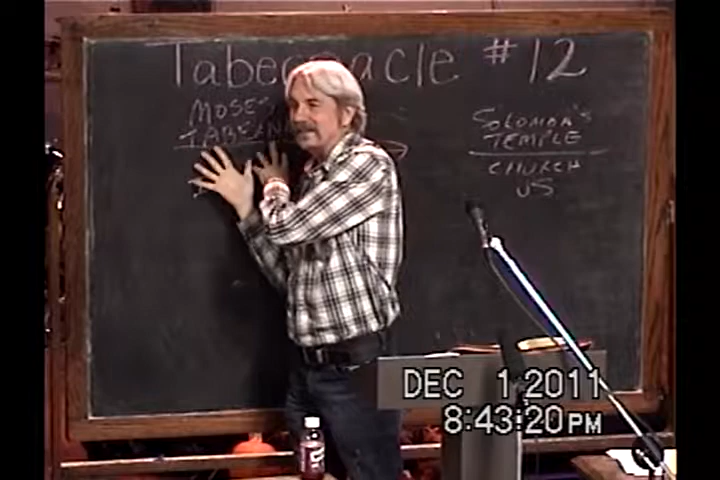 Tabernacle #12
MOSES
SOLOMON'S
TEMPLE
CHURCH
US
DEC 1 2011
8:43:20 PM